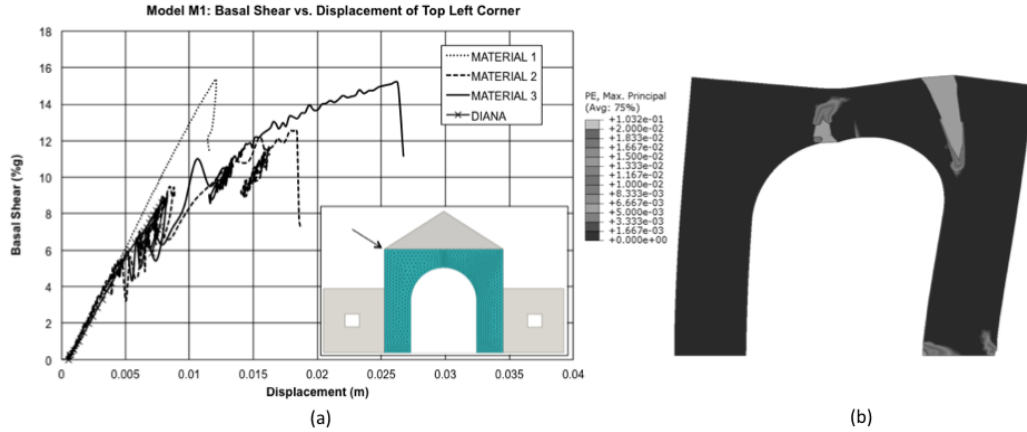 Model M1: Basal Shear vs. Displacement of Top Left Corner
18
16
14
12
10
8
6
4
2
0
Basal Shear (%g)
MATERIAL 1
MATERIAL 2
MATERIAL 3
DIANA
0
0.005
0.01
0.015
0.02
0.025
0.03
0.035
0.04
Displacement (m)
(a)
PE, Max. Principal
(Avg: 75%)
+1.032e-01
+2.000e-02
+1.833e-02
+1.667e-02
+1.500e-02
+1.333e-02
+1.167e-02
+1.000e-02
+8.333e-03
+6.667e-03
+5.000e-03
+3.333e-03
+1.667e-03
+0.000e+00
(b)